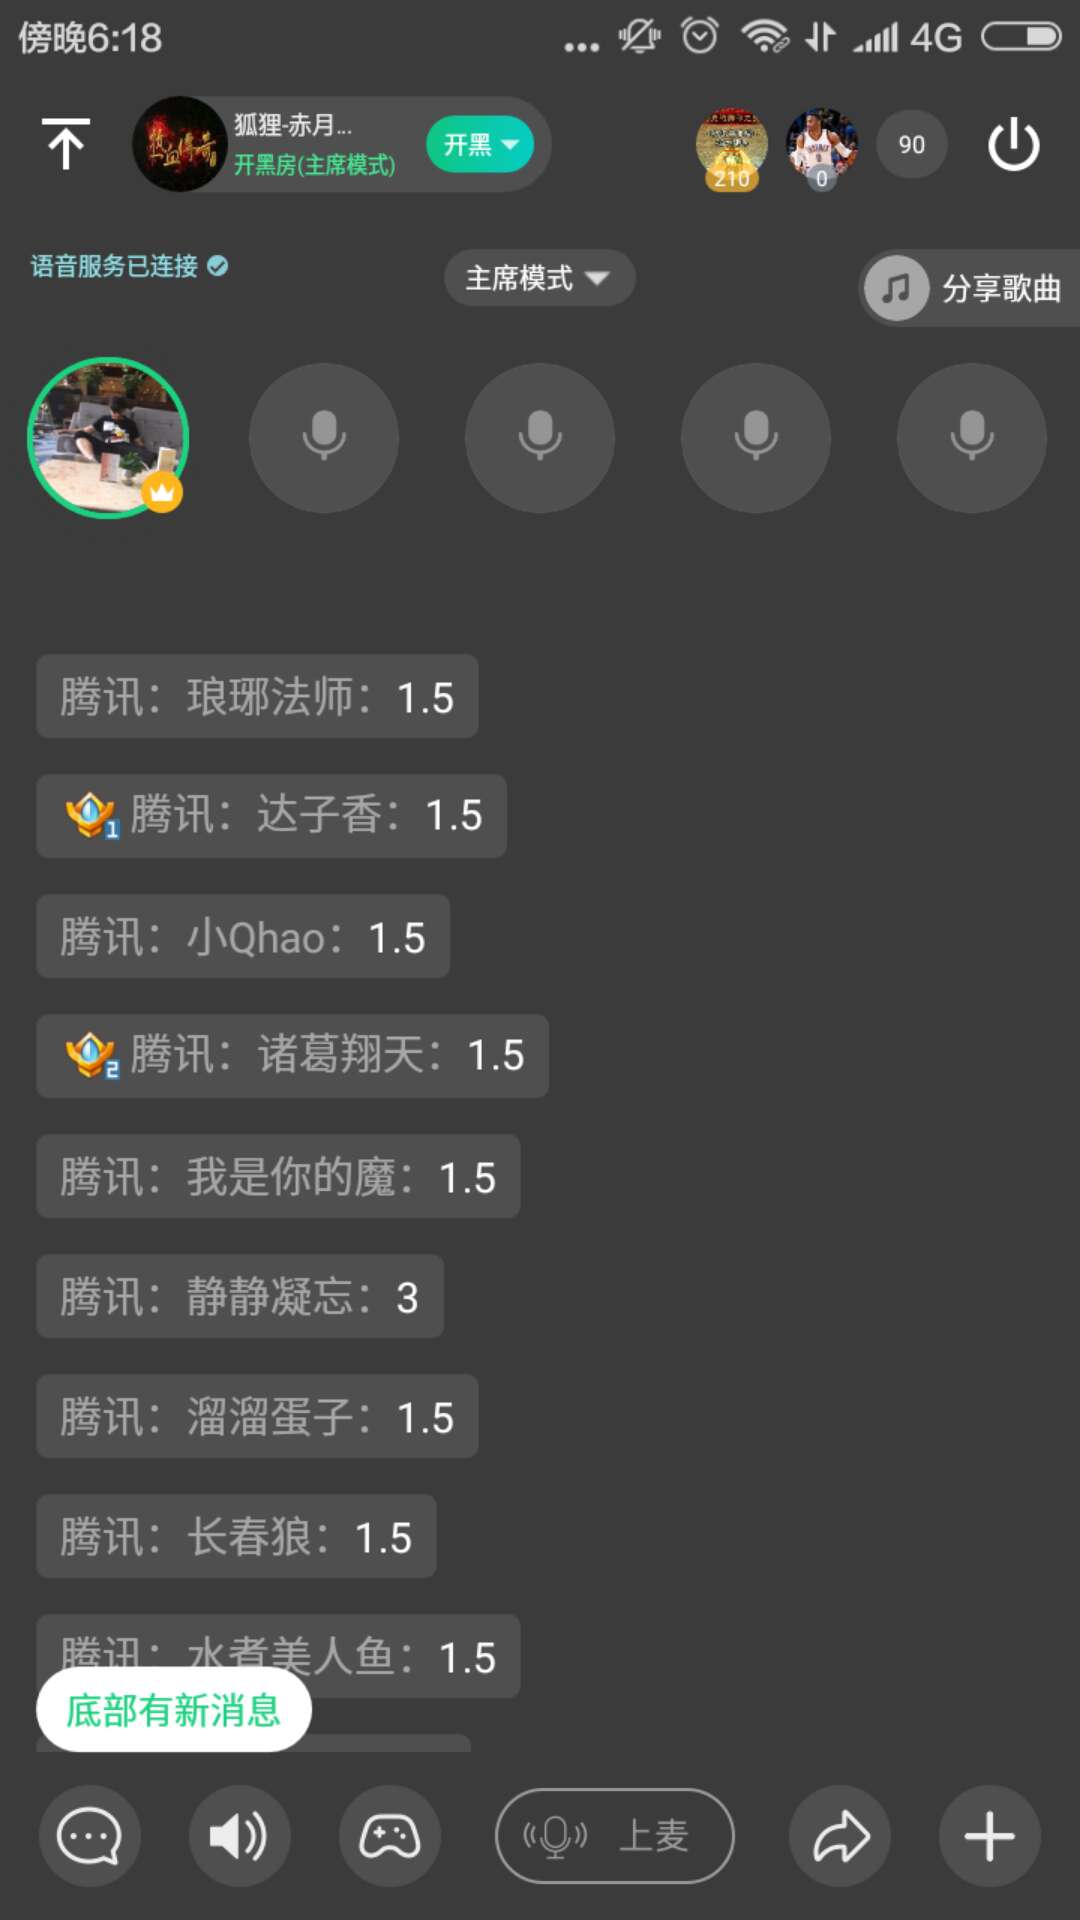 傍晚6:18
4G
热血传奇
狐狸-赤月...
开黑房(主席模式)
开黑
210
0
90
语音服务已连接
主席模式
分享歌曲
腾讯：琅琊法师：1.5
1 腾讯：达子香：1.5
腾讯：小Qhao：1.5
2 腾讯：诸葛翔天：1.5
腾讯：我是你的魔：1.5
腾讯：静静凝忘：3
腾讯：溜溜蛋子：1.5
腾讯：长春狼：1.5
腾讯：水者美人鱼：1.5
底部有新消息
上麦